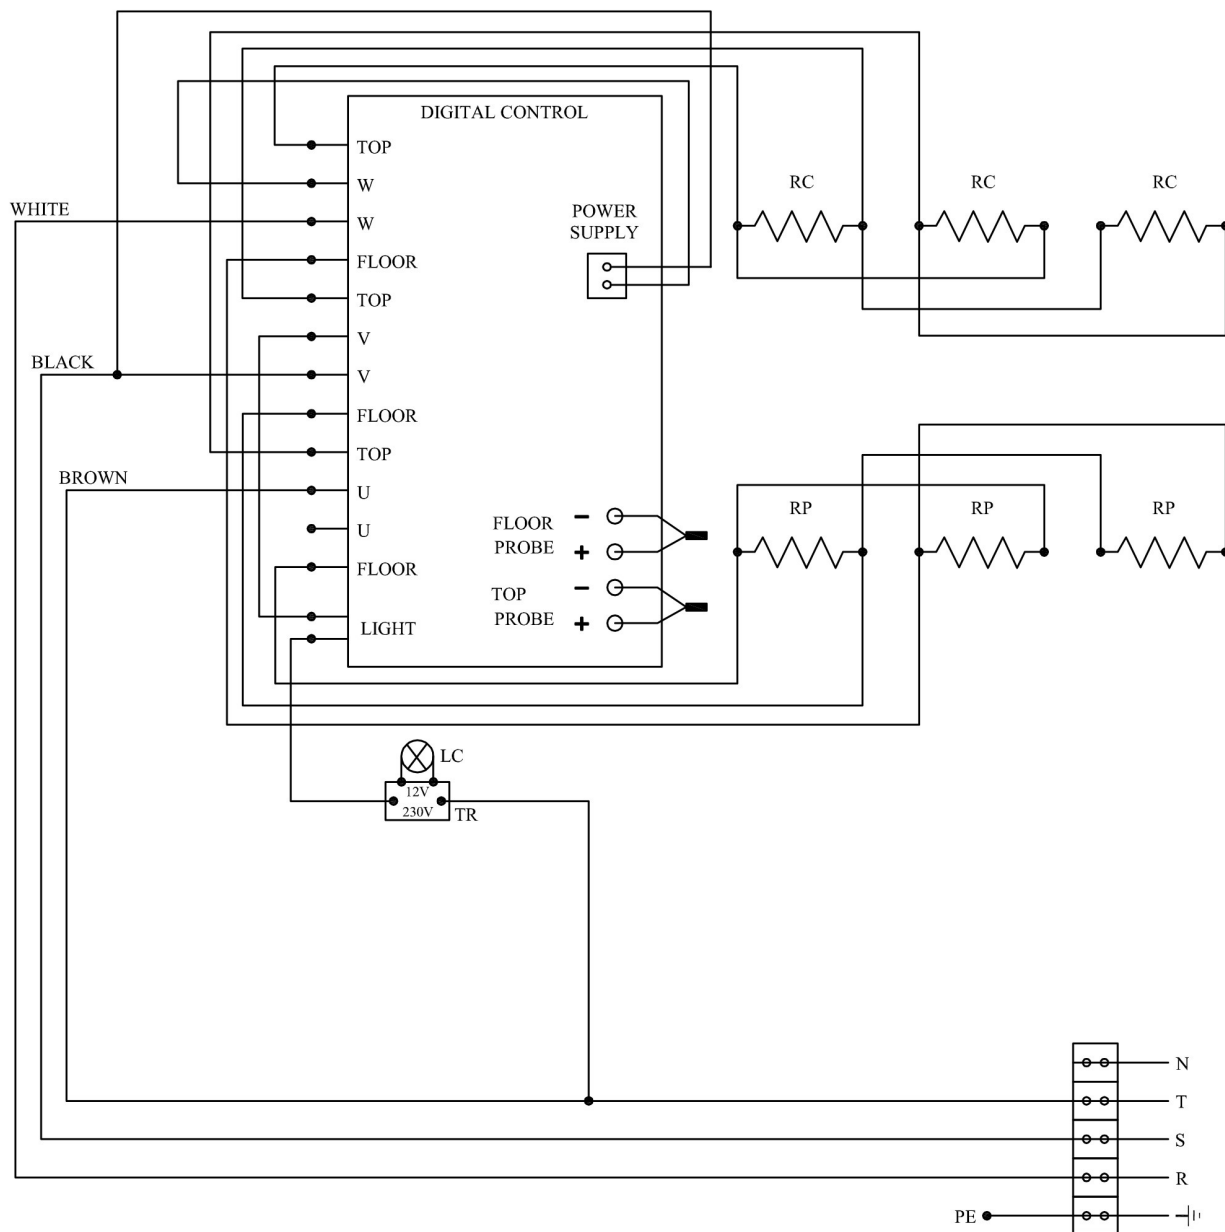 DIGITAL CONTROL
TOP
W
WHITE
W
POWER
SUPPLY
FLOOR
TOP
V
BLACK
V
FLOOR
TOP
BROWN
U
U
FLOOR
LIGHT
FLOOR
PROBE
-
+
TOP
PROBE
-
+
RC
RC
RC
RP
RP
RP
LC
12V
230V
TR
N
T
S
R
PE